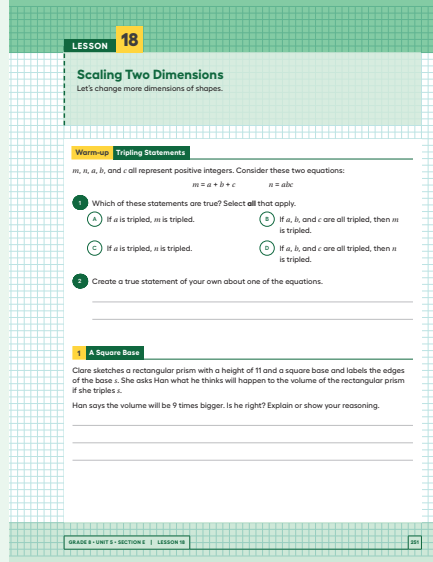 LESSON 18
Scaling Two Dimensions
Let's change more dimensions of shapes.
Warm-up Tripling Statements
m, n, a, b, and c all represent positive integers. Consider these two equations:
m = a + b + c n = abc
1 Which of these statements are true? Select all that apply.
A If a is tripled, m is tripled.
B If a, b, and c are all tripled, then m
is tripled.
C If a is tripled, n is tripled.
D If a, b, and c are all tripled, then n
is tripled.
2 Create a true statement of your own about one of the equations.
1 A Square Base
Clare sketches a rectangular prism with a height of 11 and a square base and labels the edges
of the base s. She asks Han what he thinks will happen to the volume of the rectangular prism
if she triples s.
Han says the volume will be 9 times bigger. Is he right? Explain or show your reasoning.
GRADE 8 • UNIT 5 • SECTION E | LESSON 18
351